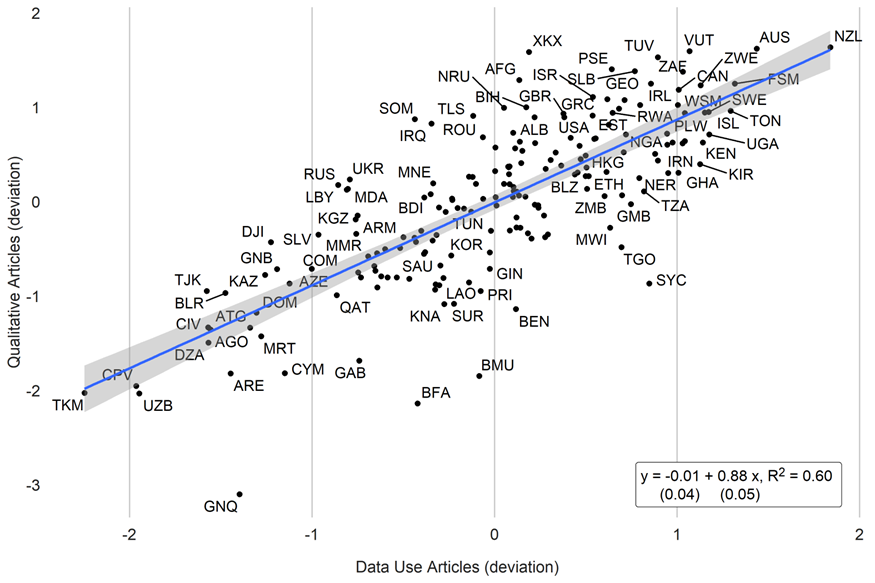 2
XKX
TUV
VUT
AUS
NZL
AFG
PSE
ZWE
NRU
ISR
SLB
GEO
ZAF
CAN
FSM
1
BIH
GBR
GRC
IRL
WSM
SWE
SOM
TLS
EST
RWA
PLW
ISL
TON
IRQ
ROU
ALB
USA
NGA
KEN
UGA
RUS
UKR
MNE
HKG
IRN
KIR
LBY
MDA
BLZ
ETH
NER
GHA
0
KGZ
BDI
ZMB
GMB
TZA
DJI
SLV
ARM
TUN
MMR
KOR
MWI
GNB
COM
SAU
GIN
TGO
TJK
KAZ
AZE
SYC
-1
BLR
DOM
QAT
LAO
PRI
CIV
ATG
KNA
SUR
BEN
DZA
AGO
MRT
CPV
ARE
CYM
GAB
BMU
-2
TKM
UZB
BFA
-3
GNQ
y = -0.01 + 0.88 x, R2 = 0.60
(0.04) (0.05)
-2 -1 0 1 2
Data Use Articles (deviation)
Qualitative Articles (deviation)